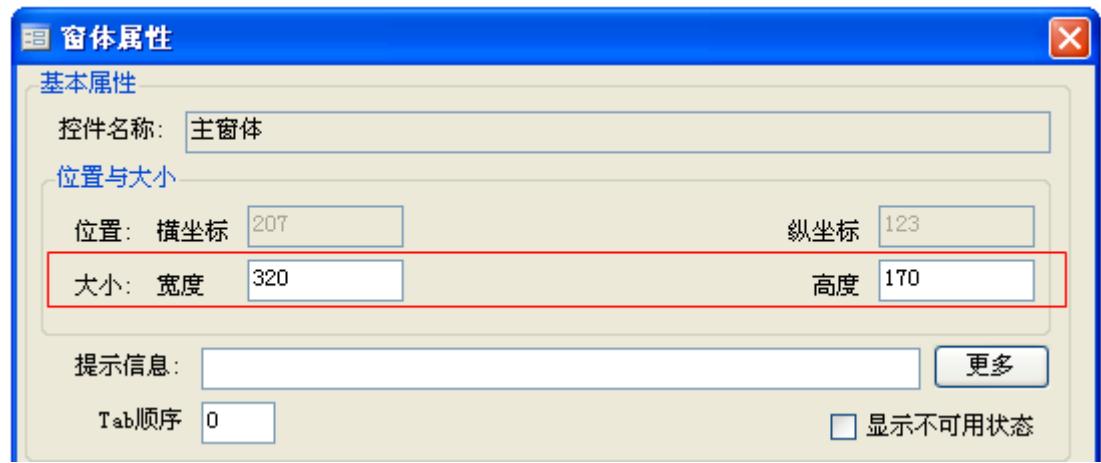 窗体属性
基本属性
控件名称: 主窗体
位置与大小
位置: 横坐标 207 纵坐标 123
大小: 宽度 320 高度 170
提示信息: 更多
Tab顺序 0 显示不可用状态